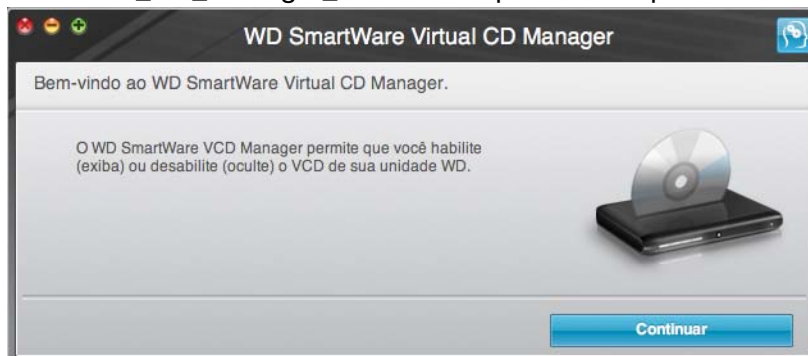 WD SmartWare Virtual CD Manager
Bem-vindo ao WD SmartWare Virtual CD Manager.
O WD SmartWare VCD Manager permite que você habilite
(exiba) ou desabilite (oculte) o VCD de sua unidade WD.
Continuar